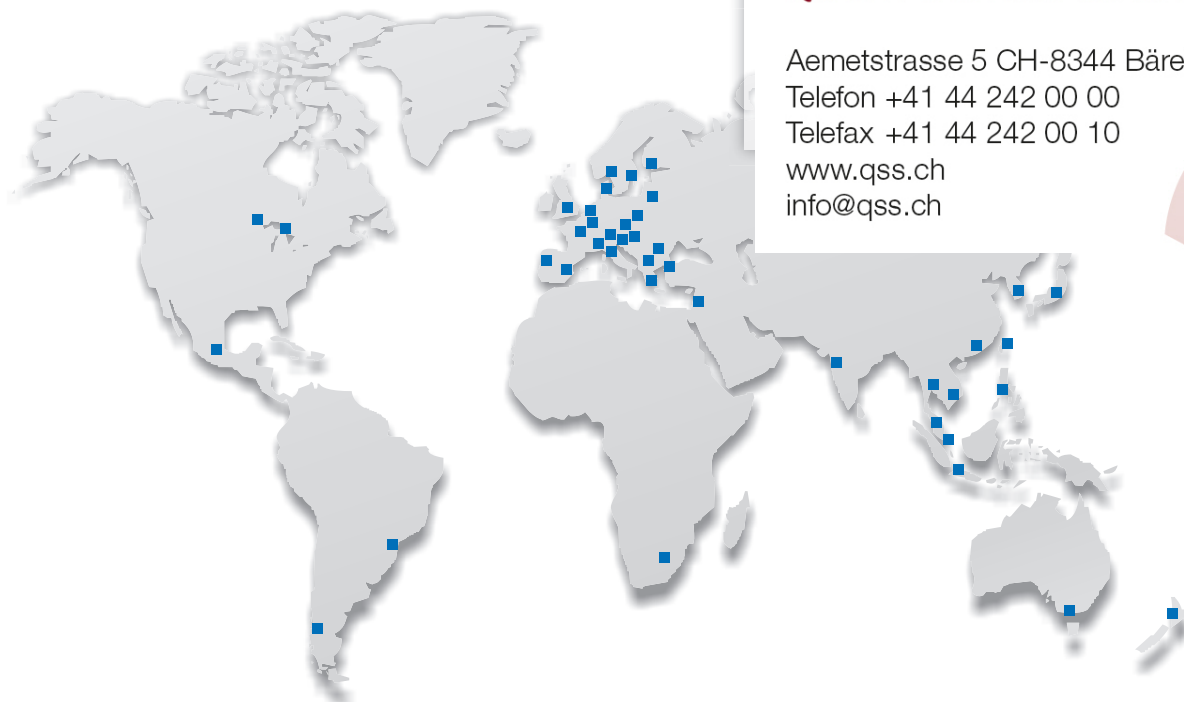 Aemetstrasse 5 CH-8344 Bäre
Telefon +41 44 242 00 00
Telefax +41 44 242 00 10
www.qss.ch
info@qss.ch